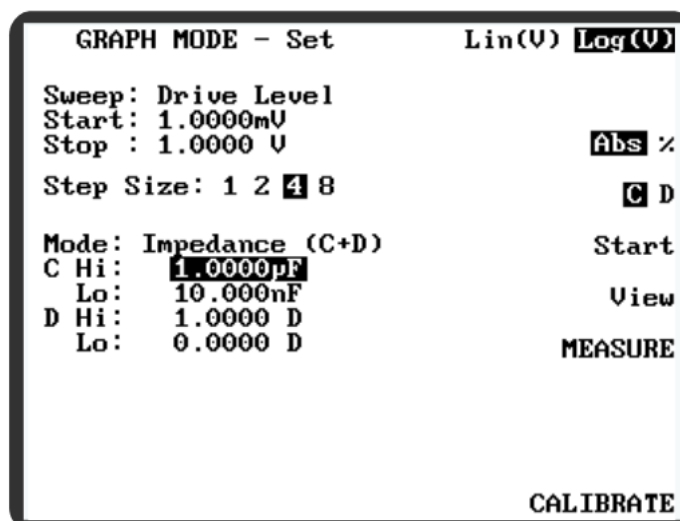 GRAPH MODE - Set Lin(V) Log(V)
Sweep: Drive Level
Start: 1.0000mV
Stop : 1.0000 V
Abs %
Step Size: 1 2 4 8
C D
Mode: Impedance (C+D)
Start
C Hi: 1.0000µF
Lo: 10.000nF
View
D Hi: 1.0000 D
Lo: 0.0000 D
MEASURE
CALIBRATE